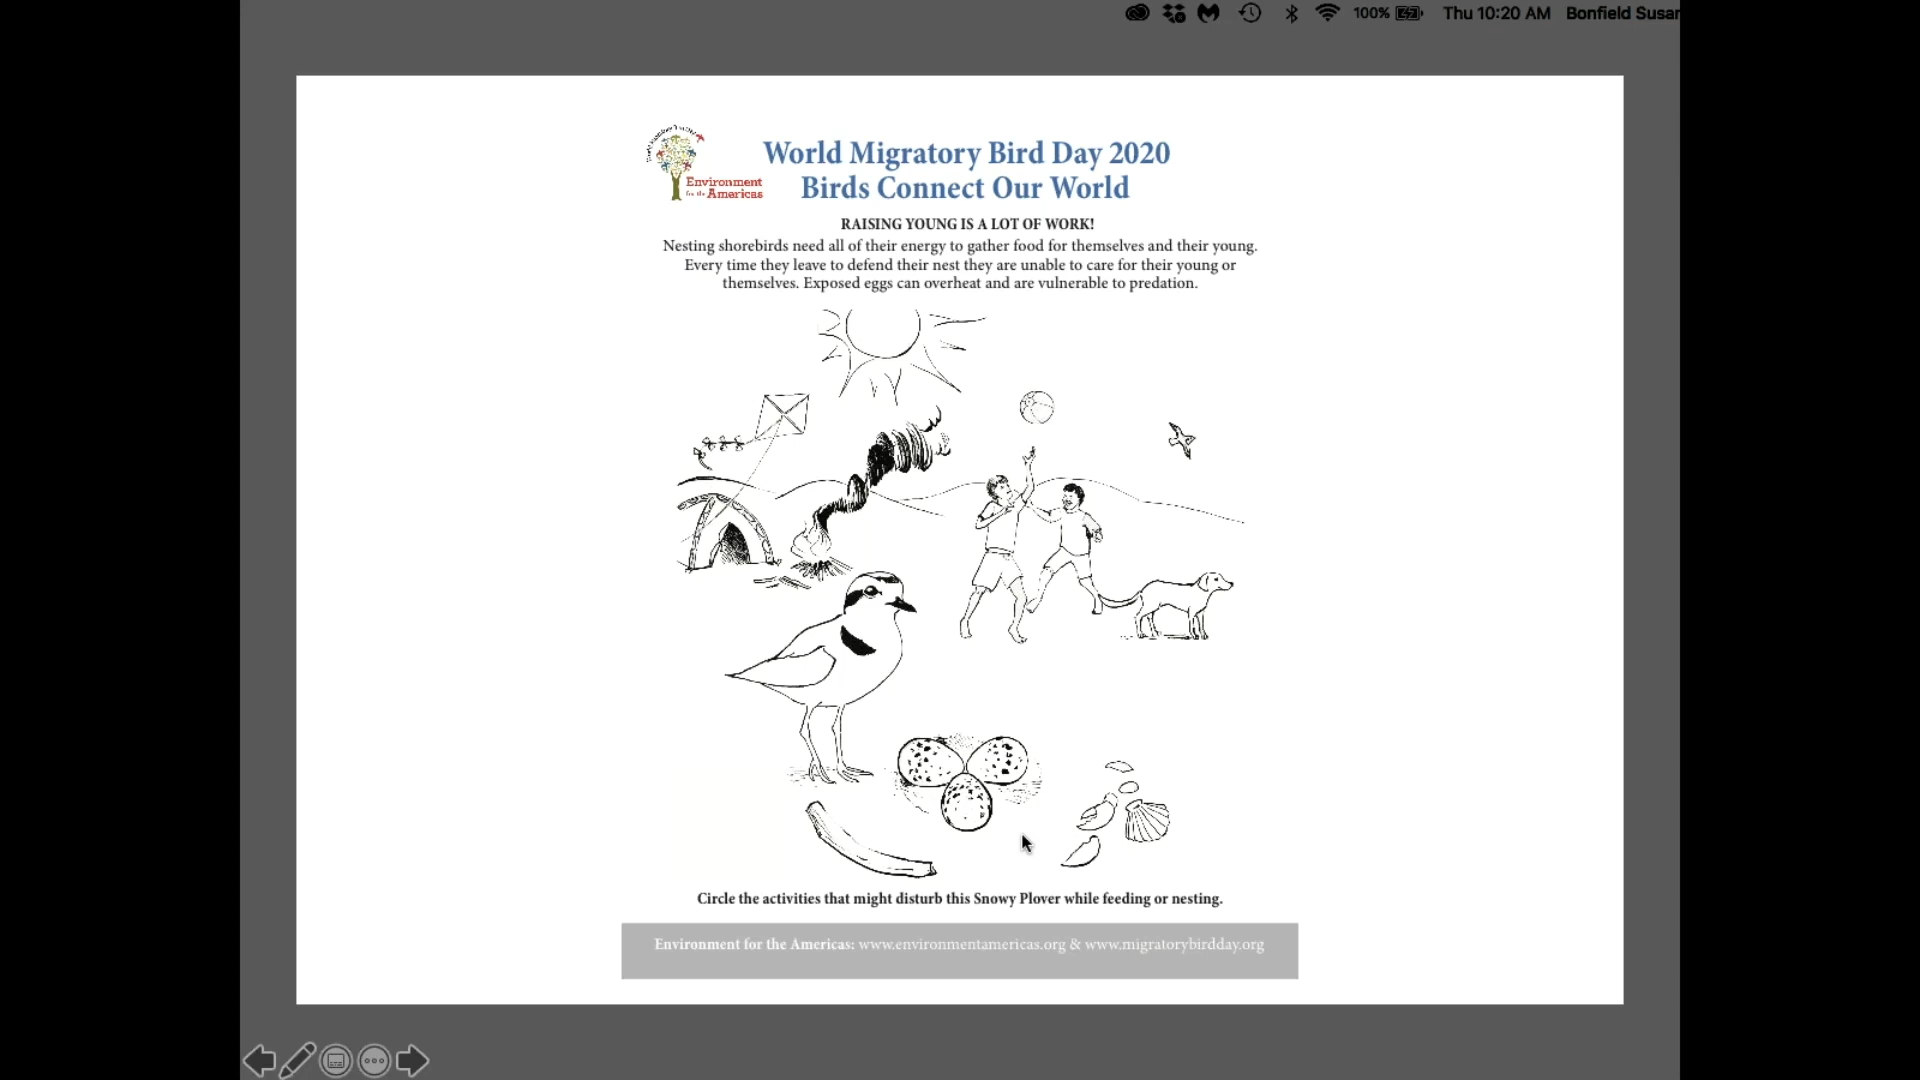 100% Thu 10:20 AM Bonfield Susan
World Migratory Bird Day 2020
Birds Connect Our World
Environment
for the Americas
RAISING YOUNG IS A LOT OF WORK!
Nesting shorebirds need all of their energy to gather food for themselves and their young.
Every time they leave to defend their nest they are unable to care for their young or
themselves. Exposed eggs can overheat and are vulnerable to predation.
Circle the activities that might disturb this Snowy Plover while feeding or nesting.
Environment for the Americas: www.environmentamericas.org & www.migratorybirdday.org